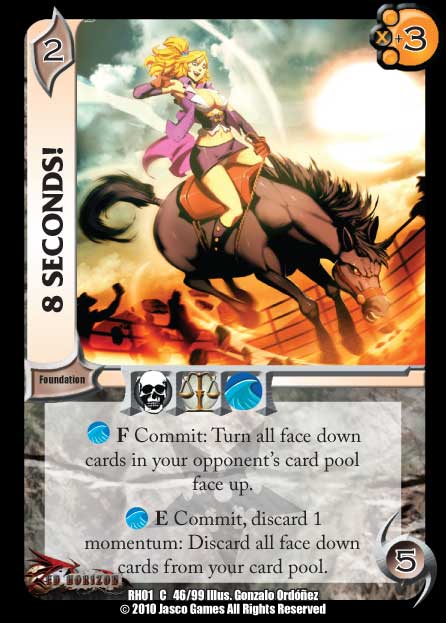 2
X +3
8 SECONDS!
Foundation
F Commit: Turn all face down
cards in your opponent's card pool
face up.
E Commit, discard 1
momentum: Discard all face down
cards from your card pool.
5
RED HORIZON
RH01 C 46/99 Illus. Gonzalo Ordóñez
© 2010 Jasco Games All Rights Reserved